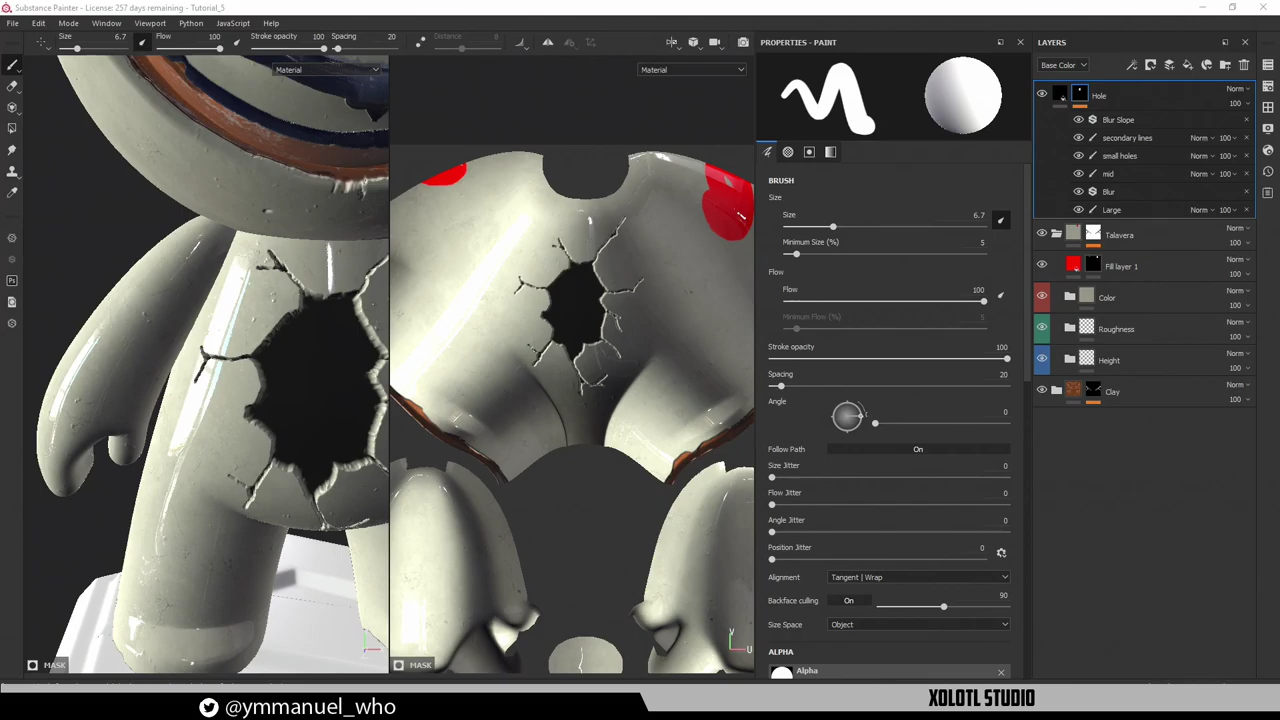 Substance Painter - License: 257 days remaining - Tutorial_5
File Edit Mode Window Viewport Python JavaScript Help
Size 6.7 Flow 100 Stroke opacity 100 Spacing 20 Distance 8
Material
Material
MASK
MASK
V
U
PROPERTIES - PAINT
BRUSH
Size
Size 6.7
Minimum Size (%) 5
Flow
Flow 100
Minimum Flow (%) 5
Stroke opacity 100
Spacing 20
Angle 0
Follow Path On
Size Jitter 0
Flow Jitter 0
Angle Jitter 0
Position Jitter 0
Alignment Tangent | Wrap
Backface culling On 90
Size Space Object
ALPHA
Alpha
LAYERS
Base Color
Hole Norm 100
Blur Slope
secondary lines Norm 100
small holes Norm 100
mid Norm 100
Blur
Large Norm 100
Talavera Norm 100
Fill layer 1 Norm 100
Color Norm 100
Roughness Norm 100
Height Norm 100
Clay Norm 100
Ps
@ymmanuel_who
XOLOTL STUDIO